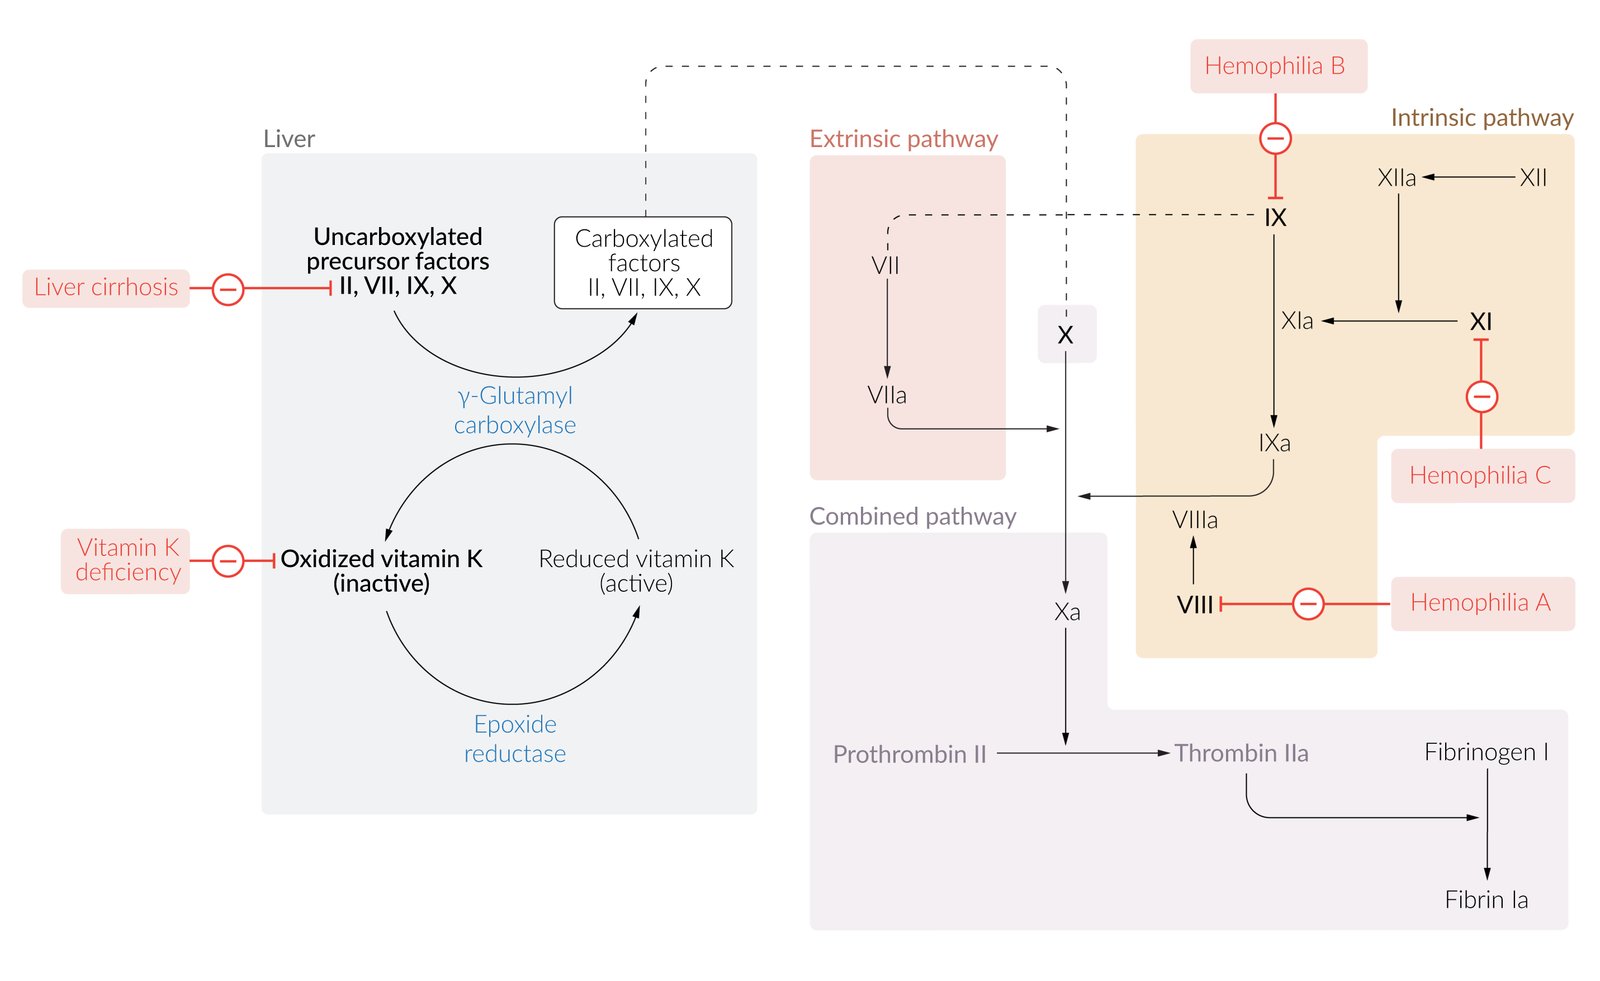 Hemophilia B
Intrinsic pathway
Liver
Extrinsic pathway
XIIa
XII
IX
Uncarboxylated
precursor factors
II, VII, IX, X
Carboxylated
factors
II, VII, IX, X
Liver cirrhosis
VII
X
XIa
XI
γ-Glutamyl
carboxylase
VIIa
IXa
Hemophilia C
Combined pathway
VIIIa
Vitamin K
deficiency
Oxidized vitamin K
(inactive)
Reduced vitamin K
(active)
Xa
VIII
Hemophilia A
Epoxide
reductase
Prothrombin II
Thrombin IIa
Fibrinogen I
Fibrin Ia